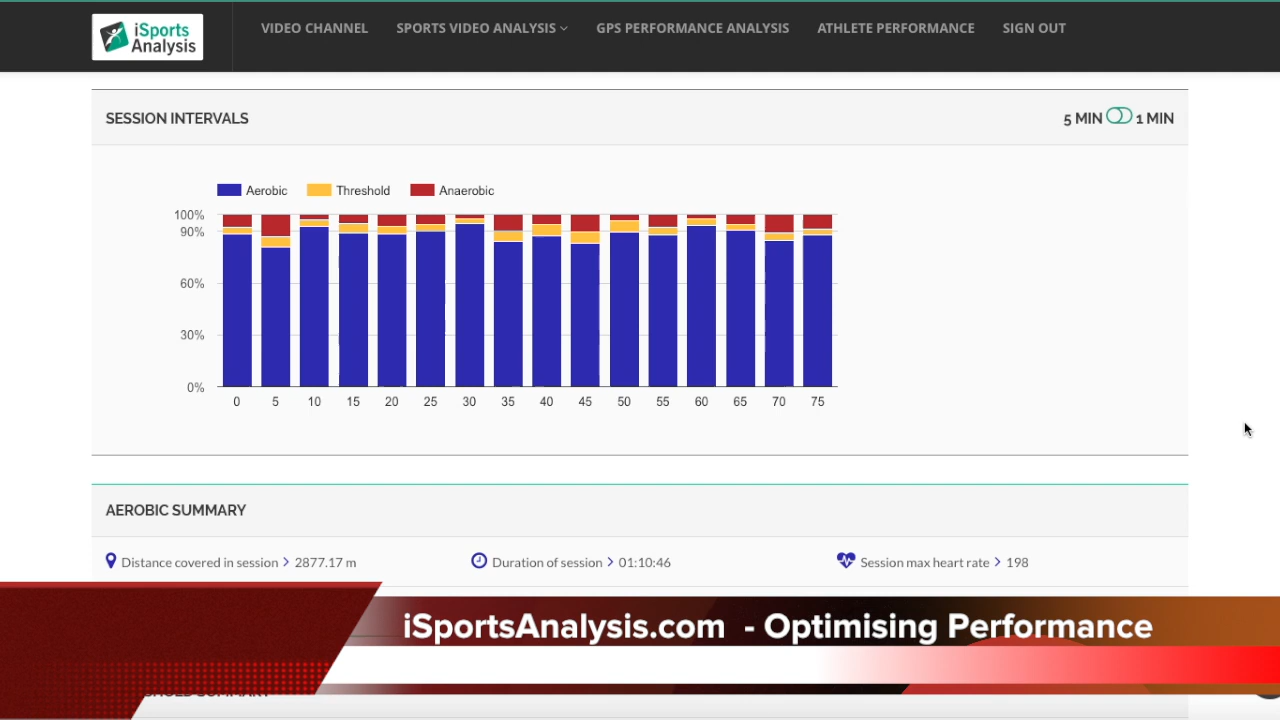 iSports
Analysis
VIDEO CHANNEL SPORTS VIDEO ANALYSIS GPS PERFORMANCE ANALYSIS ATHLETE PERFORMANCE SIGN OUT
SESSION INTERVALS
5 MIN 1 MIN
Aerobic Threshold Anaerobic
100%
90%
60%
30%
0%
0 5 10 15 20 25 30 35 40 45 50 55 60 65 70 75
AEROBIC SUMMARY
Distance covered in session > 2877.17 m
Duration of session > 01:10:46
Session max heart rate > 198
iSportsAnalysis.com - Optimising Performance
SUMMARY